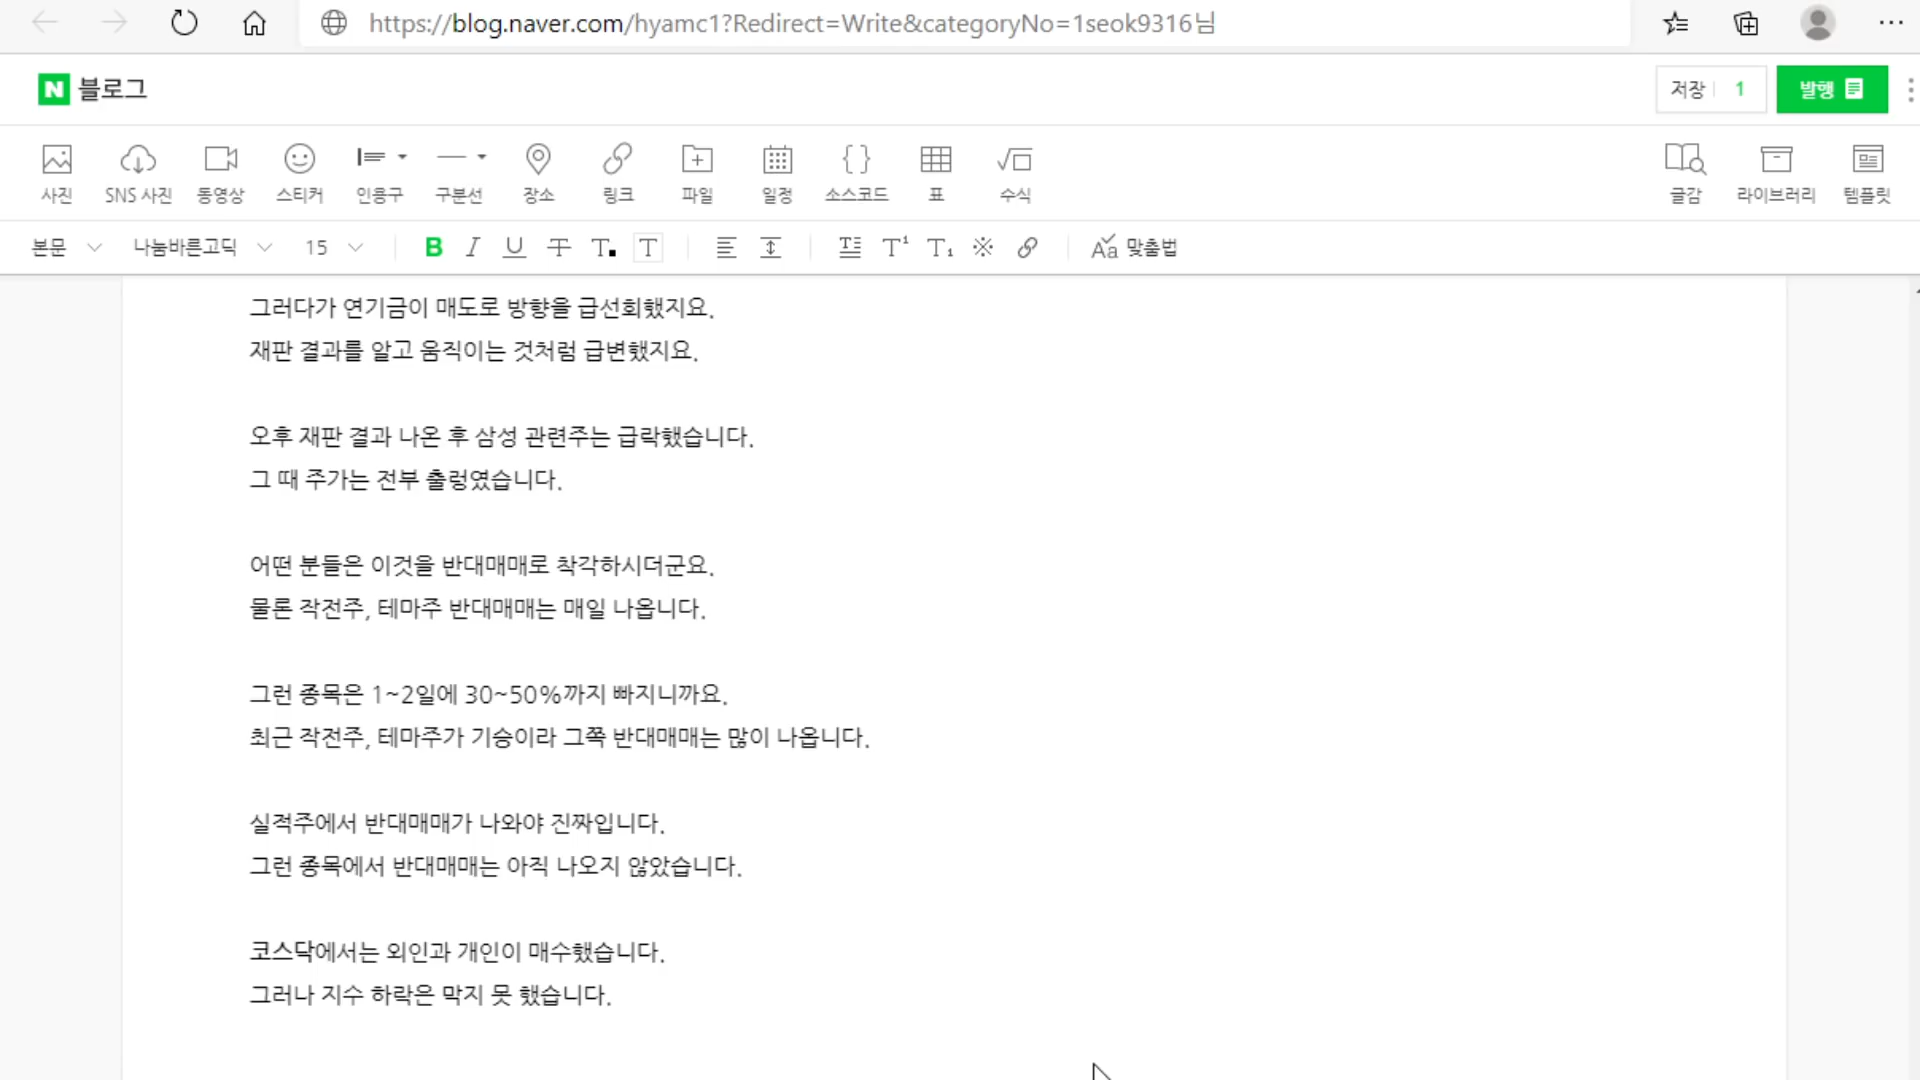 https://blog.naver.com/hyamc1?Redirect=Write&categoryNo=1seok9316님
N 블로그
저장 1 발행
사진 SNS 사진 동영상 스티커 인용구 구분선 장소 링크 파일 일정 소스코드 표 수식 글감 라이브러리 템플릿
본문 나눔바른고딕 15 B I U T T. T T T¹ T₁ ※ Aa 맞춤법
그러다가 연기금이 매도로 방향을 급선회했지요.
재판 결과를 알고 움직이는 것처럼 급변했지요.
오후 재판 결과 나온 후 삼성 관련주는 급락했습니다.
그 때 주가는 전부 출렁였습니다.
어떤 분들은 이것을 반대매매로 착각하시더군요.
물론 작전주, 테마주 반대매매는 매일 나옵니다.
그런 종목은 1~2일에 30~50%까지 빠지니까요.
최근 작전주, 테마주가 기승이라 그쪽 반대매매는 많이 나옵니다.
실적주에서 반대매매가 나와야 진짜입니다.
그런 종목에서 반대매매는 아직 나오지 않았습니다.
코스닥에서는 외인과 개인이 매수했습니다.
그러나 지수 하락은 막지 못 했습니다.